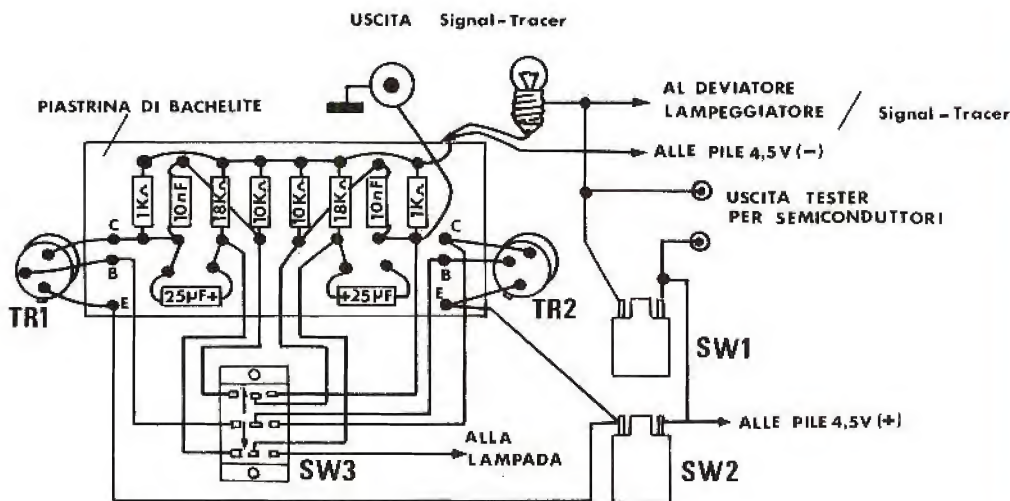 USCITA Signal-Tracer
PIASTRINA DI BACHELITE
AL DEVIATORE
LAMPEGGIATORE / Signal-Tracer
ALLE PILE 4,5V (−)
USCITA TESTER
PER SEMICONDUTTORI
1KΩ
10nF
18KΩ
10KΩ
10KΩ
18KΩ
10nF
1KΩ
C
B
E
C
B
E
25µF+
+25µF
TR1
TR2
SW1
SW3
ALLA
LAMPADA
ALLE PILE 4,5V (+)
SW2